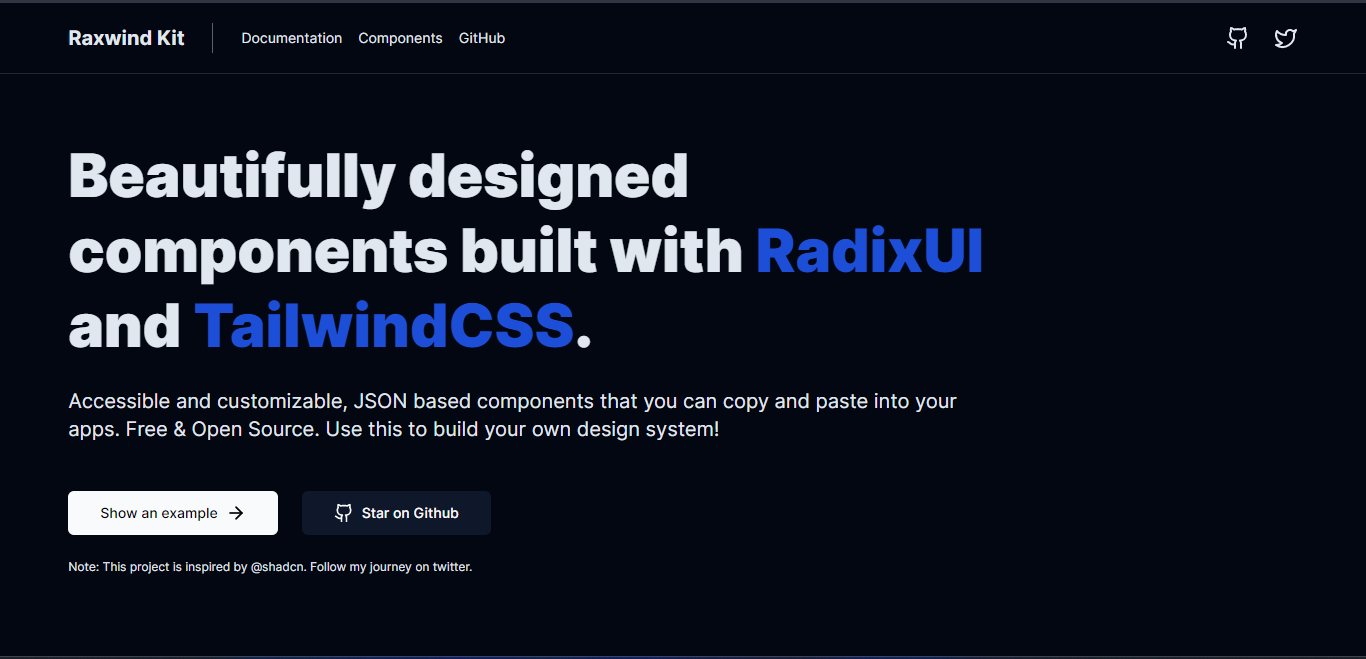 Raxwind Kit
Documentation Components GitHub
Beautifully designed
components built with RadixUI
and TailwindCSS.
Accessible and customizable, JSON based components that you can copy and paste into your
apps. Free & Open Source. Use this to build your own design system!
Show an example
Star on Github
Note: This project is inspired by @shadcn. Follow my journey on twitter.